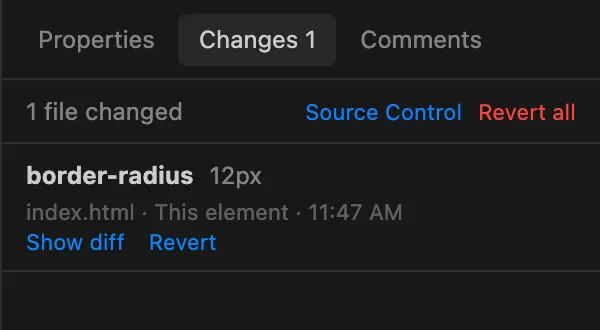 Properties Changes 1 Comments
1 file changed Source Control Revert all
border-radius 12px
index.html · This element · 11:47 AM
Show diff Revert